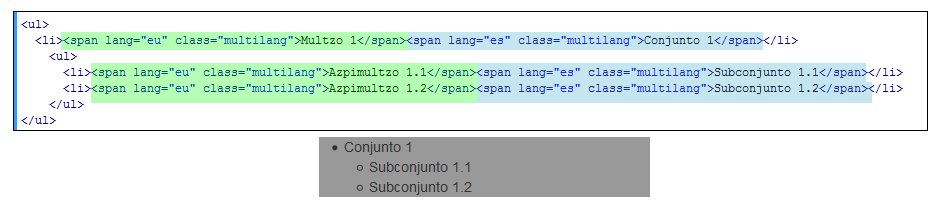 <ul>
<li><span lang="eu" class="multilang">Multzo 1</span><span lang="es" class="multilang">Conjunto 1</span></li>
<ul>
<li><span lang="eu" class="multilang">Azpimultzo 1.1</span><span lang="es" class="multilang">Subconjunto 1.1</span></li>
<li><span lang="eu" class="multilang">Azpimultzo 1.2</span><span lang="es" class="multilang">Subconjunto 1.2</span></li>
</ul>
</ul>
• Conjunto 1
○ Subconjunto 1.1
○ Subconjunto 1.2